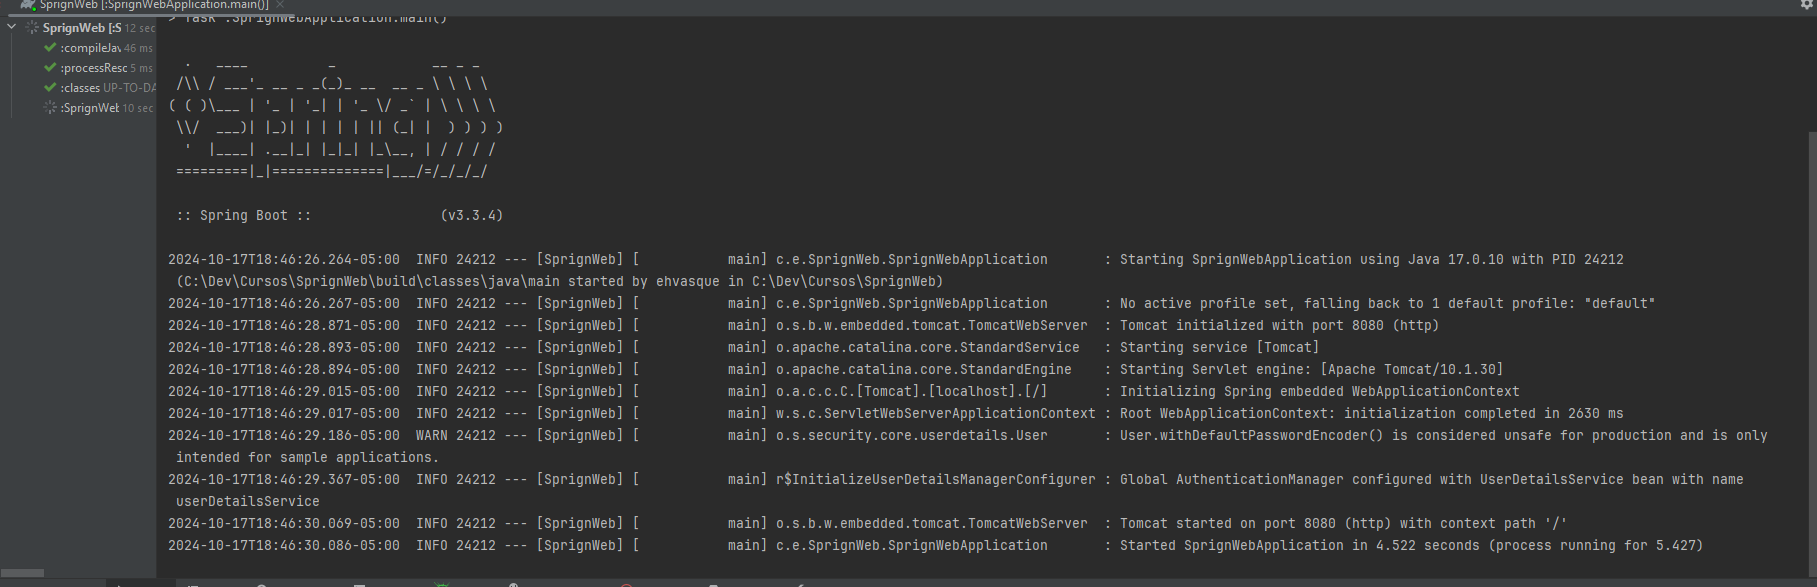 SprignWeb [:SprignWebApplication.main()]
> Task :SprignWebApplication.main()
SprignWeb [:S 12 sec
:compileJav 46 ms
:processResc 5 ms
:classes UP-TO-DA
:SprignWeb 10 sec
  .   ____          _            __ _ _
 /\\ / ___'_ __ _ _(_)_ __  __ _ \ \ \ \
( ( )\___ | '_ | '_| | '_ \/ _` | \ \ \ \
 \\/  ___)| |_)| | | | | || (_| |  ) ) ) )
  '  |____| .__|_| |_|_| |_\__, | / / / /
 =========|_|==============|___/=/_/_/_/
:: Spring Boot ::                (v3.3.4)
2024-10-17T18:46:26.264-05:00  INFO 24212 --- [SprignWeb] [           main] c.e.SprignWeb.SprignWebApplication       : Starting SprignWebApplication using Java 17.0.10 with PID 24212
(C:\Dev\Cursos\SprignWeb\build\classes\java\main started by ehvasque in C:\Dev\Cursos\SprignWeb)
2024-10-17T18:46:26.267-05:00  INFO 24212 --- [SprignWeb] [           main] c.e.SprignWeb.SprignWebApplication       : No active profile set, falling back to 1 default profile: "default"
2024-10-17T18:46:28.871-05:00  INFO 24212 --- [SprignWeb] [           main] o.s.b.w.embedded.tomcat.TomcatWebServer  : Tomcat initialized with port 8080 (http)
2024-10-17T18:46:28.893-05:00  INFO 24212 --- [SprignWeb] [           main] o.apache.catalina.core.StandardService   : Starting service [Tomcat]
2024-10-17T18:46:28.894-05:00  INFO 24212 --- [SprignWeb] [           main] o.apache.catalina.core.StandardEngine    : Starting Servlet engine: [Apache Tomcat/10.1.30]
2024-10-17T18:46:29.015-05:00  INFO 24212 --- [SprignWeb] [           main] o.a.c.c.C.[Tomcat].[localhost].[/]       : Initializing Spring embedded WebApplicationContext
2024-10-17T18:46:29.017-05:00  INFO 24212 --- [SprignWeb] [           main] w.s.c.ServletWebServerApplicationContext : Root WebApplicationContext: initialization completed in 2630 ms
2024-10-17T18:46:29.186-05:00  WARN 24212 --- [SprignWeb] [           main] o.s.security.core.userdetails.User       : User.withDefaultPasswordEncoder() is considered unsafe for production and is only
intended for sample applications.
2024-10-17T18:46:29.367-05:00  INFO 24212 --- [SprignWeb] [           main] r$InitializeUserDetailsManagerConfigurer : Global AuthenticationManager configured with UserDetailsService bean with name
userDetailsService
2024-10-17T18:46:30.069-05:00  INFO 24212 --- [SprignWeb] [           main] o.s.b.w.embedded.tomcat.TomcatWebServer  : Tomcat started on port 8080 (http) with context path '/'
2024-10-17T18:46:30.086-05:00  INFO 24212 --- [SprignWeb] [           main] c.e.SprignWeb.SprignWebApplication       : Started SprignWebApplication in 4.522 seconds (process running for 5.427)